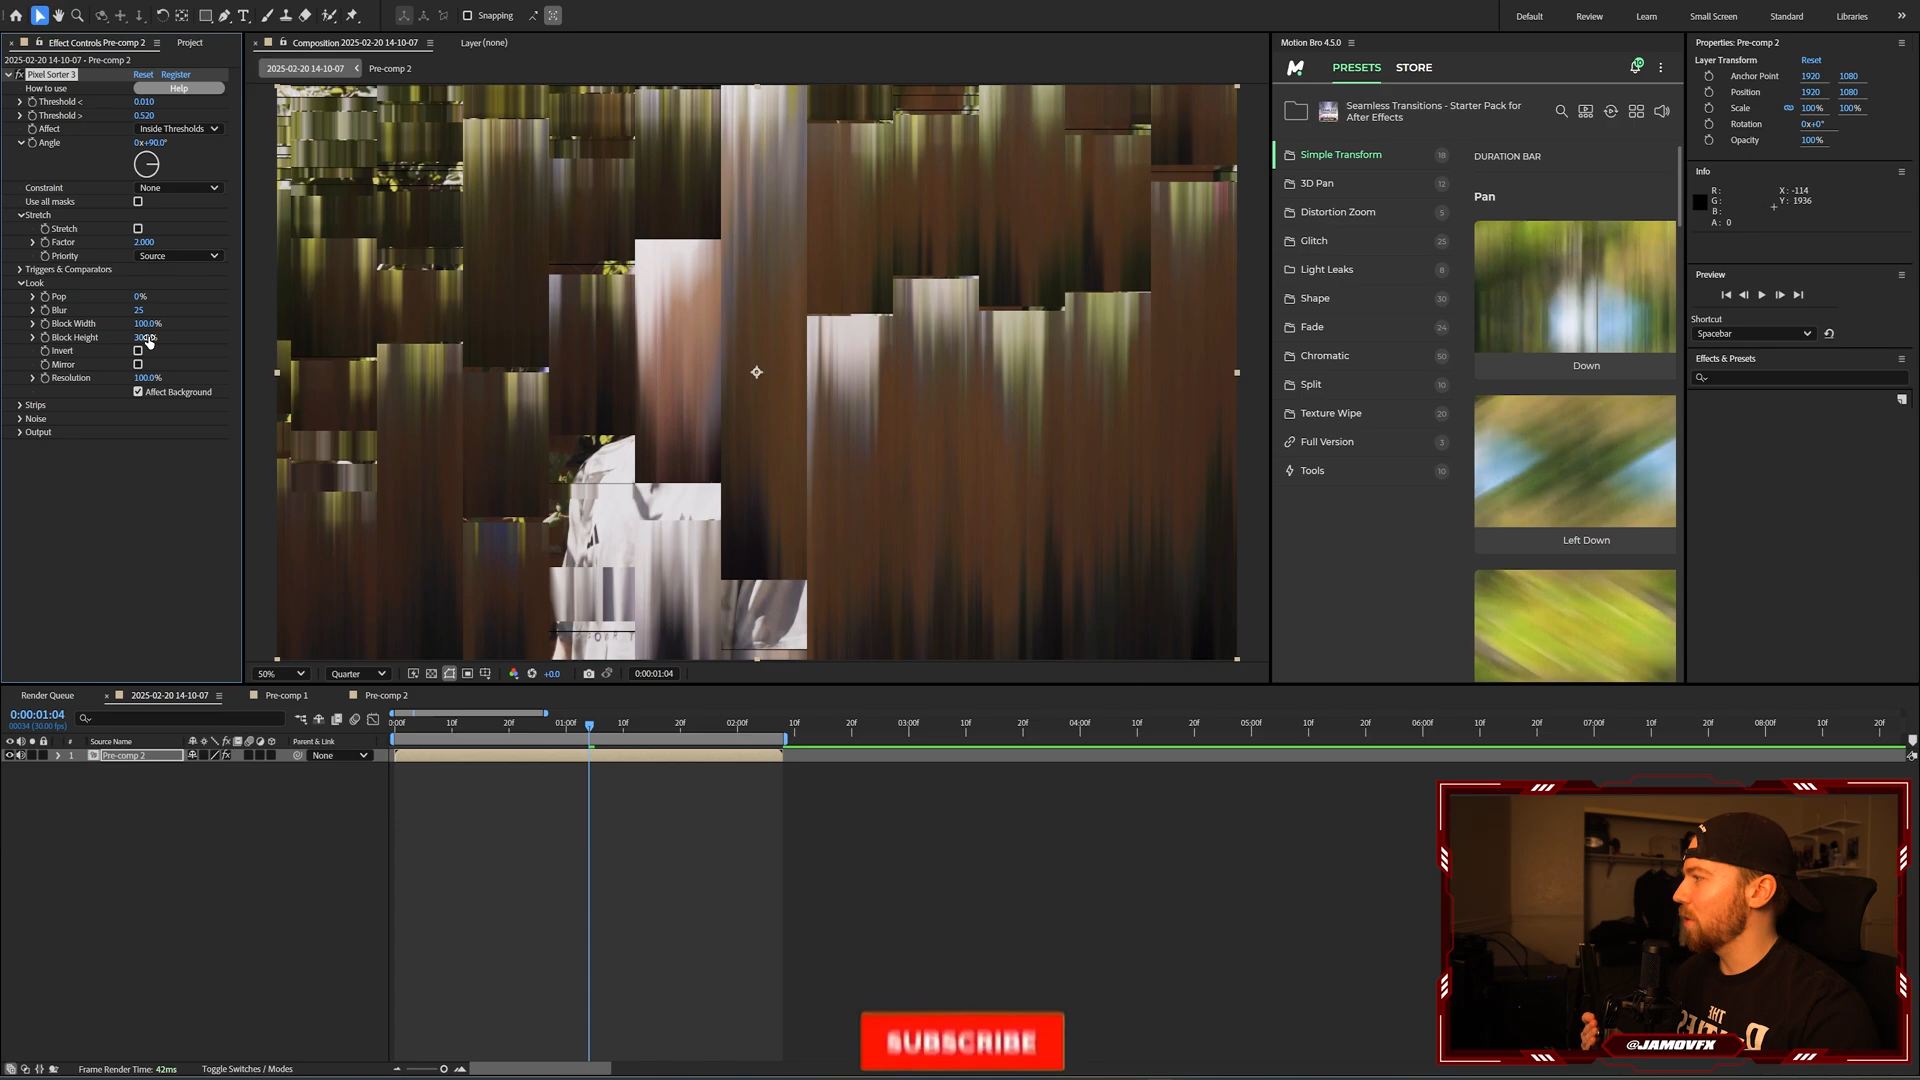 Snapping
Default
Review
Learn
Small Screen
Standard
Libraries
Effect Controls Pre-comp 2
Project
2025-02-20 14-10-07 • Pre-comp 2
fx Pixel Sorter 3
Reset
Register
How to use
Help
Threshold <
0.010
Threshold >
0.520
Affect
Inside Thresholds
Angle
0x+90.0°
Constraint
None
Use all masks
Stretch
Stretch
Factor
2.000
Priority
Source
Triggers & Comparators
Look
Pop
0%
Blur
25
Block Width
100.0%
Block Height
Invert
Mirror
Resolution
100.0%
Affect Background
Strips
Noise
Output
Composition 2025-02-20 14-10-07
Layer (none)
2025-02-20 14-10-07
Pre-comp 2
50%
Quarter
+0.0
0:00:01:04
Motion Bro 4.5.0
PRESETS
STORE
Seamless Transitions - Starter Pack for
After Effects
Simple Transform
18
3D Pan
12
Distortion Zoom
5
Glitch
25
Light Leaks
8
Shape
30
Fade
24
Chromatic
50
Split
10
Texture Wipe
20
Full Version
3
Tools
10
DURATION BAR
Pan
Down
Left Down
Properties: Pre-comp 2
Layer Transform
Reset
Anchor Point
1920
1080
Position
1920
1080
Scale
100%
100%
Rotation
0x+0°
Opacity
100%
Info
R:
G:
B:
A: 0
X: -114
Y: 1936
Preview
Shortcut
Spacebar
Effects & Presets
Render Queue
2025-02-20 14-10-07
Pre-comp 1
Pre-comp 2
0:00:01:04
00034 (30.00 fps)
#
Source Name
Parent & Link
1
Pre-comp 2
None
0:00f
10f
20f
01:00f
10f
20f
02:00f
10f
20f
03:00f
10f
20f
04:00f
10f
20f
05:00f
10f
20f
06:00f
10f
20f
07:00f
10f
20f
08:00f
10f
20f
Frame Render Time: 42ms
Toggle Switches / Modes
SUBSCRIBE
THE
@JAMOVFX